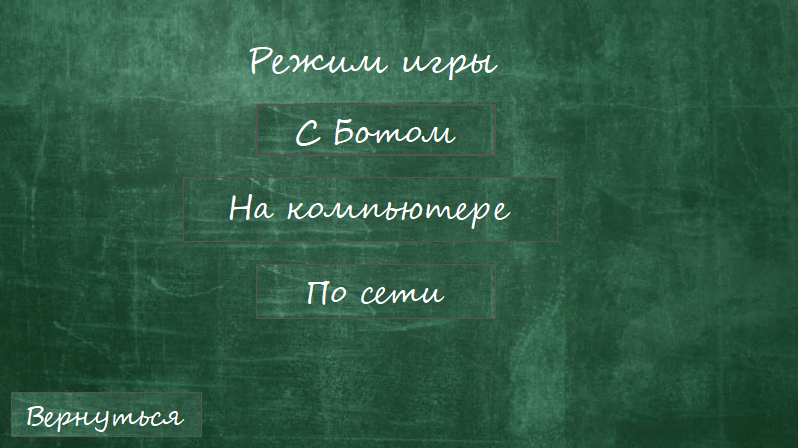 Режим игры
С Ботом
На компьютере
По сети
Вернуться